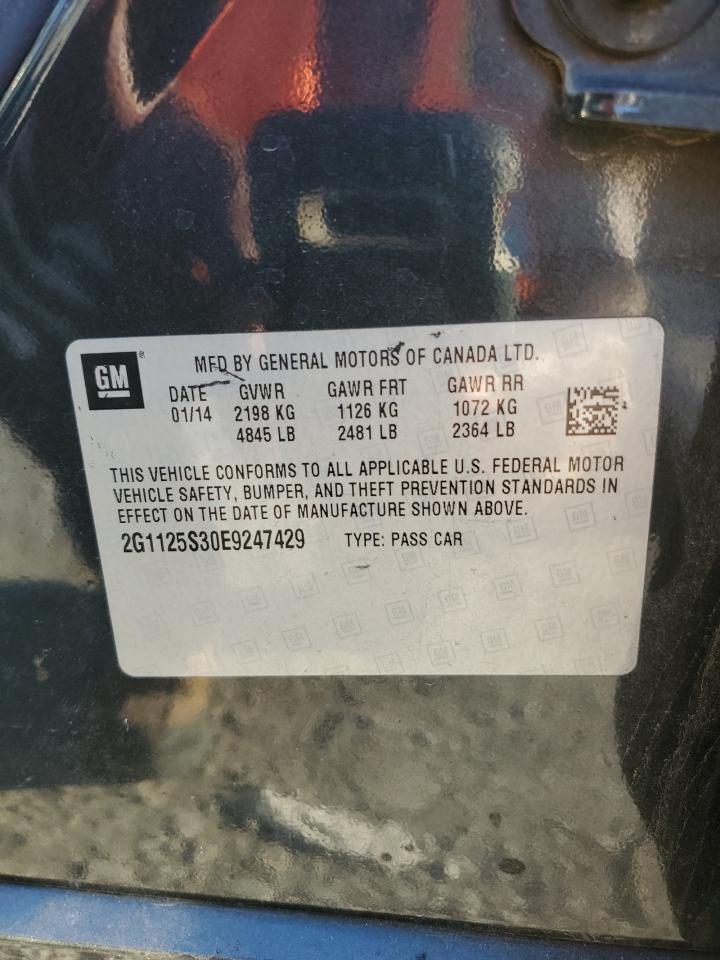 GM®
MFD BY GENERAL MOTORS OF CANADA LTD.
DATE GVWR GAWR FRT GAWR RR
01/14 2198 KG 1126 KG 1072 KG
4845 LB 2481 LB 2364 LB
THIS VEHICLE CONFORMS TO ALL APPLICABLE U.S. FEDERAL MOTOR
VEHICLE SAFETY, BUMPER, AND THEFT PREVENTION STANDARDS IN
EFFECT ON THE DATE OF MANUFACTURE SHOWN ABOVE.
2G1125S30E9247429 TYPE: PASS CAR